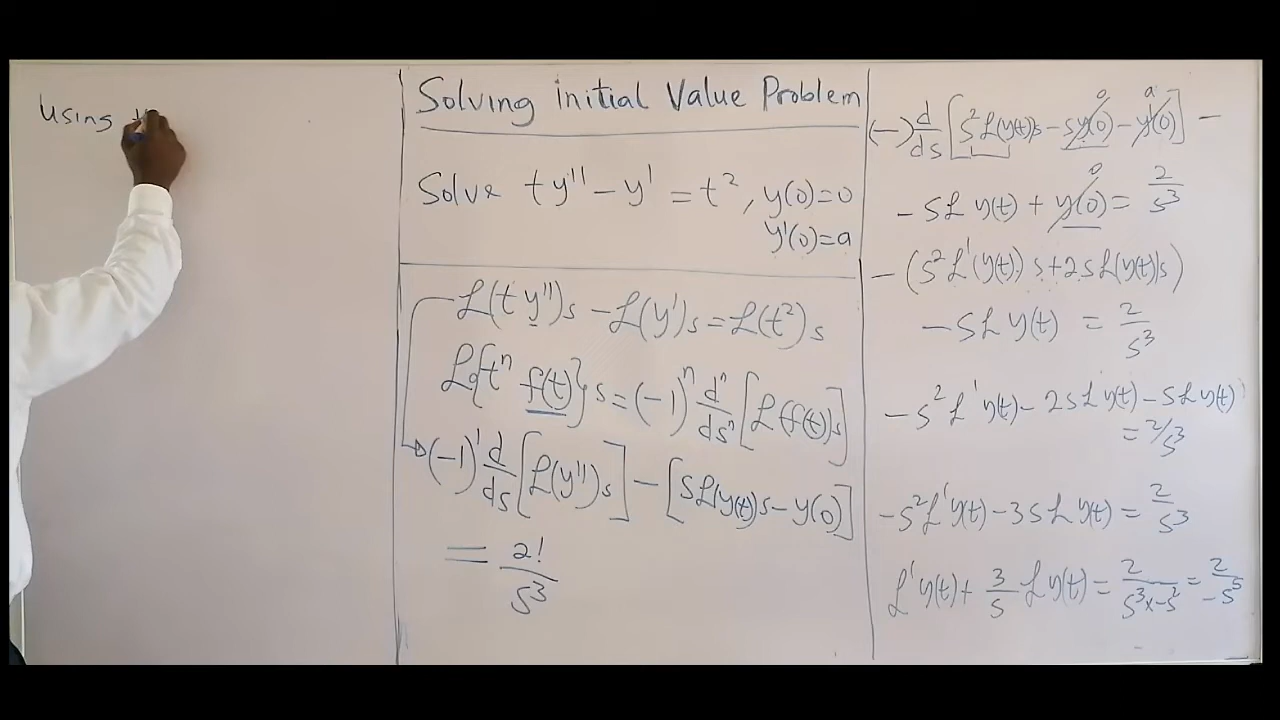 Using
Solving initial Value Problem
Solve ty'' - y' = t², y(0)=0
y'(0)=a
ℒ(ty'')s - ℒ(y')s = ℒ(t²)s
ℒ{tⁿ f(t)}s = (-1)ⁿ dⁿ/dsⁿ [ℒ(f(t))s]
(-1)' d/ds [ℒ(y'')s] - [sℒ(y(t))s - y(0)]
= 2!/s³
(-) d/ds [s²ℒ(y(t))s - sy(0) - y'(0)] -
0 a
- sℒ y(t) + y(0) = 2/s³
0
- (s²ℒ'(y(t)) s + 2sℒ(y(t))s)
- sℒ y(t) = 2/s³
- s²ℒ'y(t) - 2sℒ y(t) - sℒ y(t)
= 2/s³
- s²ℒ'y(t) - 3sℒ y(t) = 2/s³
ℒ'y(t) + 3/s ℒ y(t) = 2/s³x-s² = 2/-s⁵